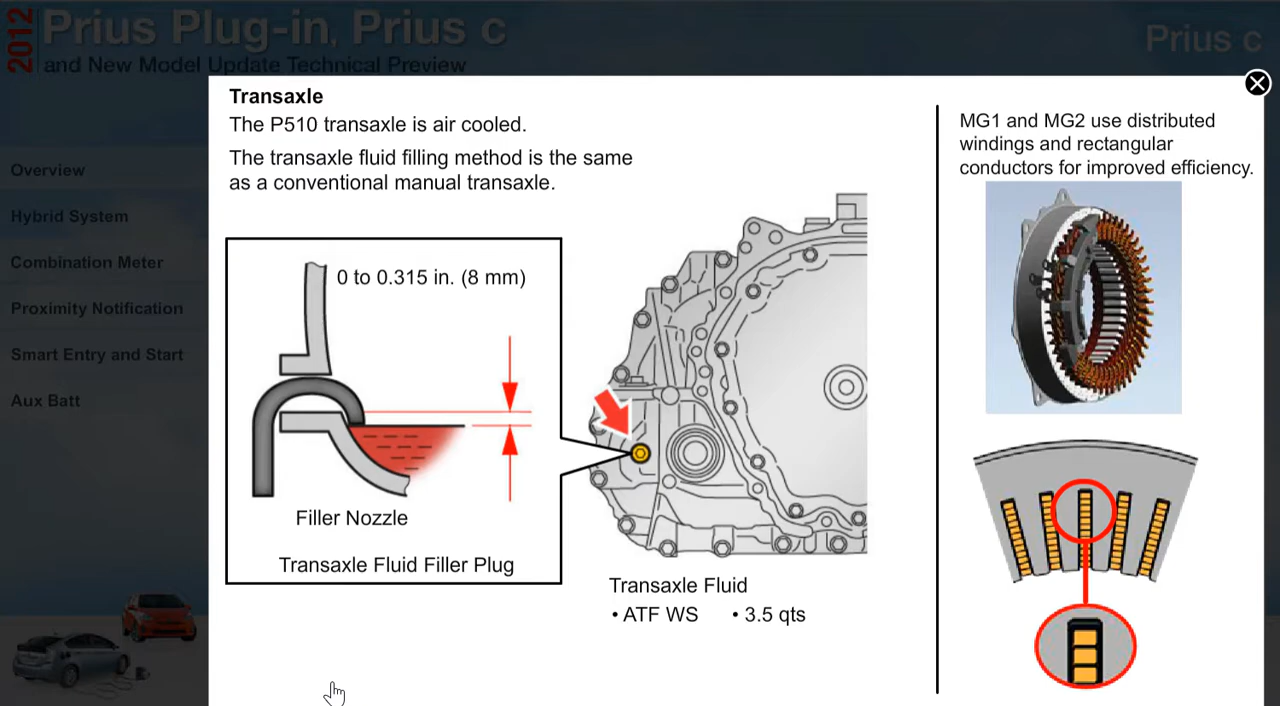 2012
Prius Plug-in, Prius c
and New Model Update Technical Preview
Prius c
Overview
Hybrid System
Combination Meter
Proximity Notification
Smart Entry and Start
Aux Batt
Transaxle
The P510 transaxle is air cooled.
The transaxle fluid filling method is the same
as a conventional manual transaxle.
0 to 0.315 in. (8 mm)
Filler Nozzle
Transaxle Fluid Filler Plug
Transaxle Fluid
• ATF WS • 3.5 qts
MG1 and MG2 use distributed
windings and rectangular
conductors for improved efficiency.